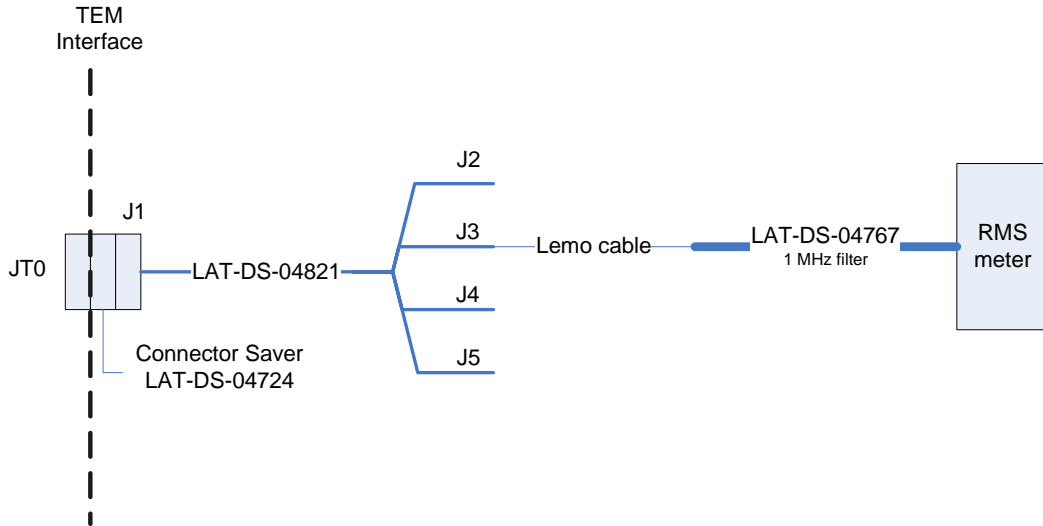 TEM
Interface
J2
J1
J3
LAT-DS-04767
Lemo cable
RMS
meter
1 MHz filter
JT0
LAT-DS-04821
J4
Connector Saver
LAT-DS-04724
J5